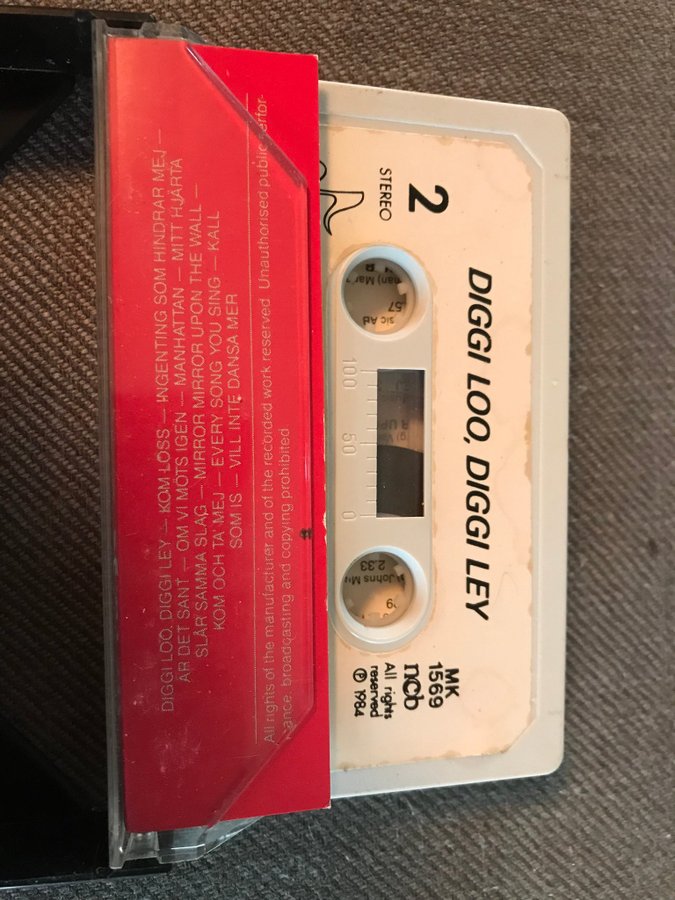 DIGGI LOO, DIGGI LEY — KOM LOSS — INGENTING SOM HINDRAR MEJ —
ÄR DET SANT — OM VI MÖTS IGEN — MANHATTAN — MITT HJÄRTA
SLÅR SAMMA SLAG — MIRROR MIRROR UPON THE WALL —
KOM OCH TA' MEJ — EVERY SONG YOU SING — KALL
SOM IS — VILL INTE DANSA MER
All rights of the manufacturer and of the recorded work reserved. Unauthorised public perfor-
mance, broadcasting and copying prohibited
2
STEREO
DIGGI LOO, DIGGI LEY
100
50
0
57
sic Ad
Johns
2.33
MK
1569
ncb
All rights
reserved
℗ 1984